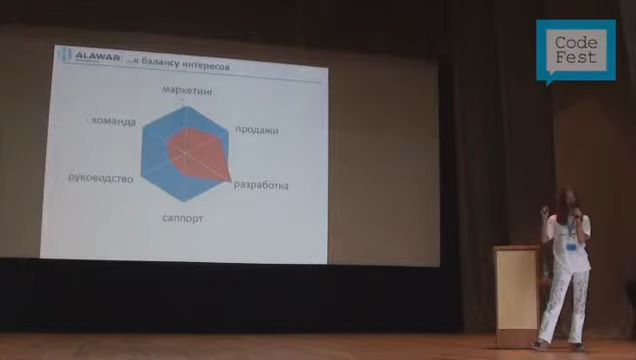 ALAWAR
...к балансу интересов
маркетинг
команда
продажи
руководство
разработка
саппорт
Code
Fest